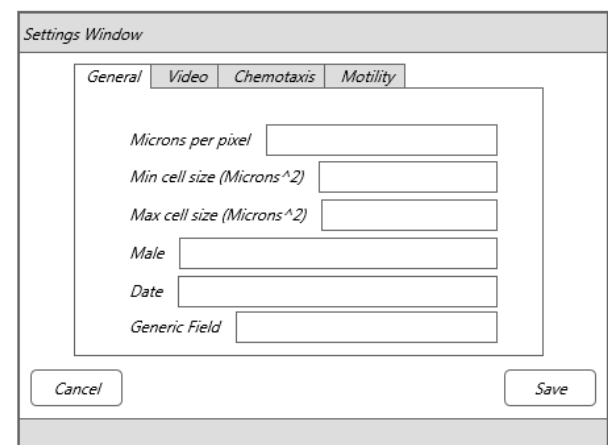 Settings Window
General Video Chemotaxis Motility
Microns per pixel
Min cell size (Microns^2)
Max cell size (Microns^2)
Male
Date
Generic Field
Cancel Save